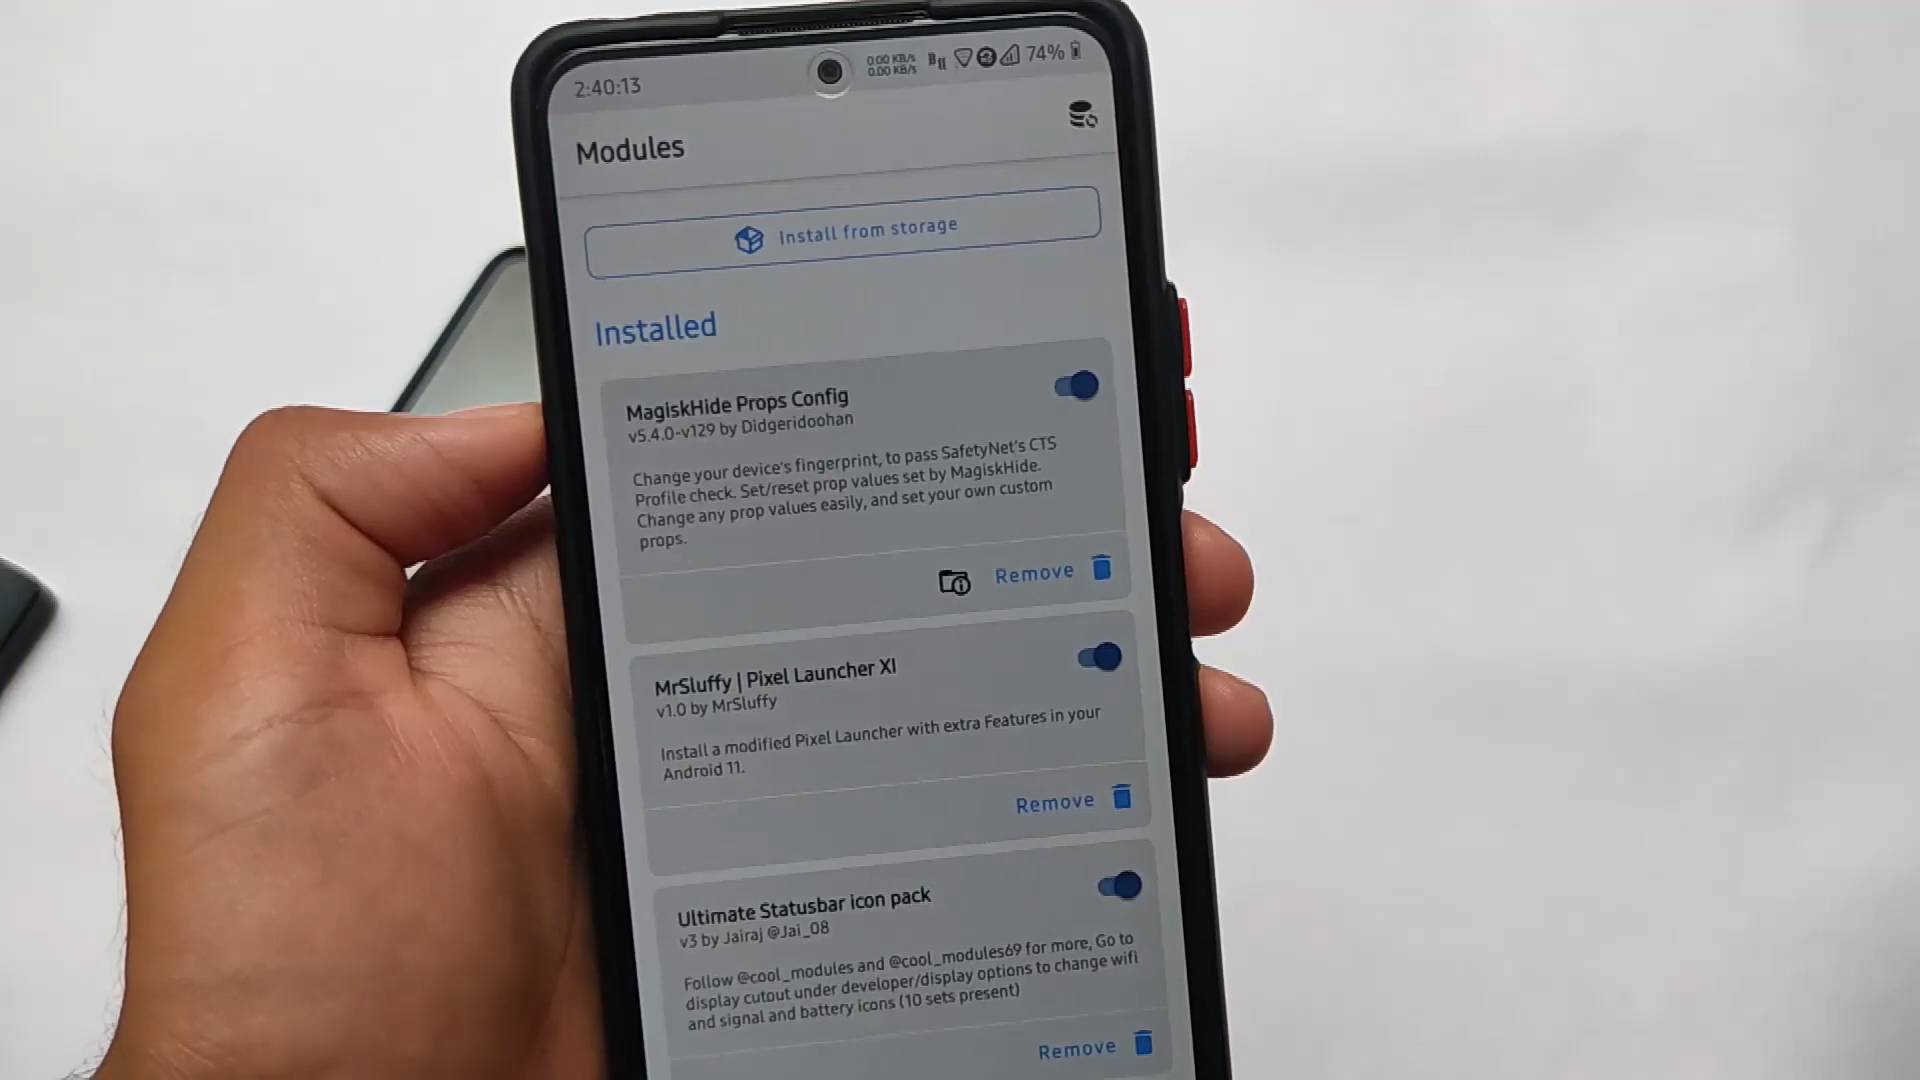 2:40:13
0.00 KB/s
0.00 KB/s
74%
Modules
Install from storage
Installed
MagiskHide Props Config
v5.4.0-v129 by Didgeridoohan
Change your device's fingerprint, to pass SafetyNet's CTS
Profile check. Set/reset prop values set by MagiskHide.
Change any prop values easily, and set your own custom
props.
Remove
MrSluffy | Pixel Launcher XI
v1.0 by MrSluffy
Install a modified Pixel Launcher with extra Features in your
Android 11.
Remove
Ultimate Statusbar icon pack
v3 by Jairaj @Jai_08
Follow @cool_modules and @cool_modules69 for more, Go to
display cutout under developer/display options to change wifi
and signal and battery icons (10 sets present)
Remove